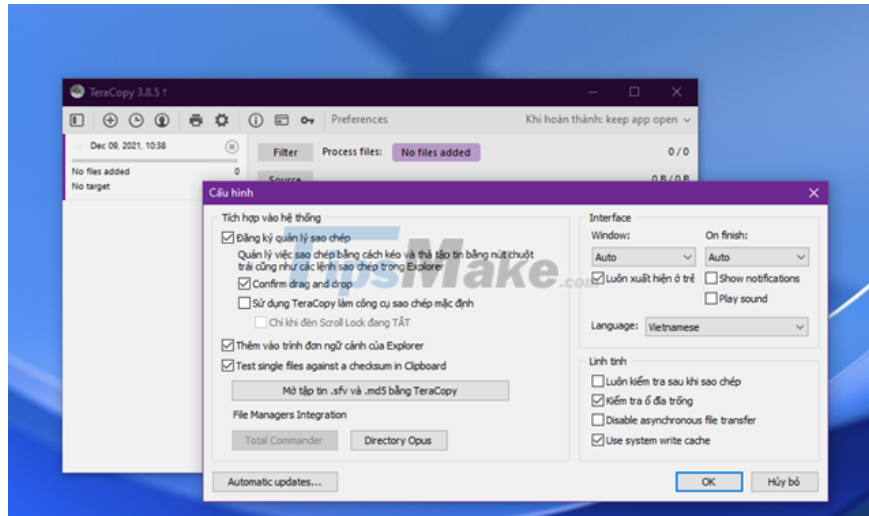 TeraCopy 3.8.5 ↑
Preferences
Khi hoàn thành: keep app open
Dec 09, 2021, 10:38
Filter
Process files:
No files added
0 / 0
No files added
0
Source
0 B / 0 B
No target
Cấu hình
Tích hợp vào hệ thống
Đăng ký quản lý sao chép
Quản lý việc sao chép bằng cách kéo và thả tập tin bằng nút chuột
trái cũng như các lệnh sao chép trong Explorer
Confirm drag and drop
Sử dụng TeraCopy làm công cụ sao chép mặc định
Chỉ khi đèn Scroll Lock đang TẮT
Thêm vào trình đơn ngữ cảnh của Explorer
Test single files against a checksum in Clipboard
Mở tập tin .sfv và .md5 bằng TeraCopy
File Managers Integration
Total Commander
Directory Opus
Automatic updates...
Interface
Window:
On finish:
Auto
Auto
Luôn xuất hiện ở trê
Show notifications
Play sound
Language:
Vietnamese
Linh tinh
Luôn kiểm tra sau khi sao chép
Kiểm tra ổ đĩa trống
Disable asynchronous file transfer
Use system write cache
OK
Hủy bỏ
TipsMake.com